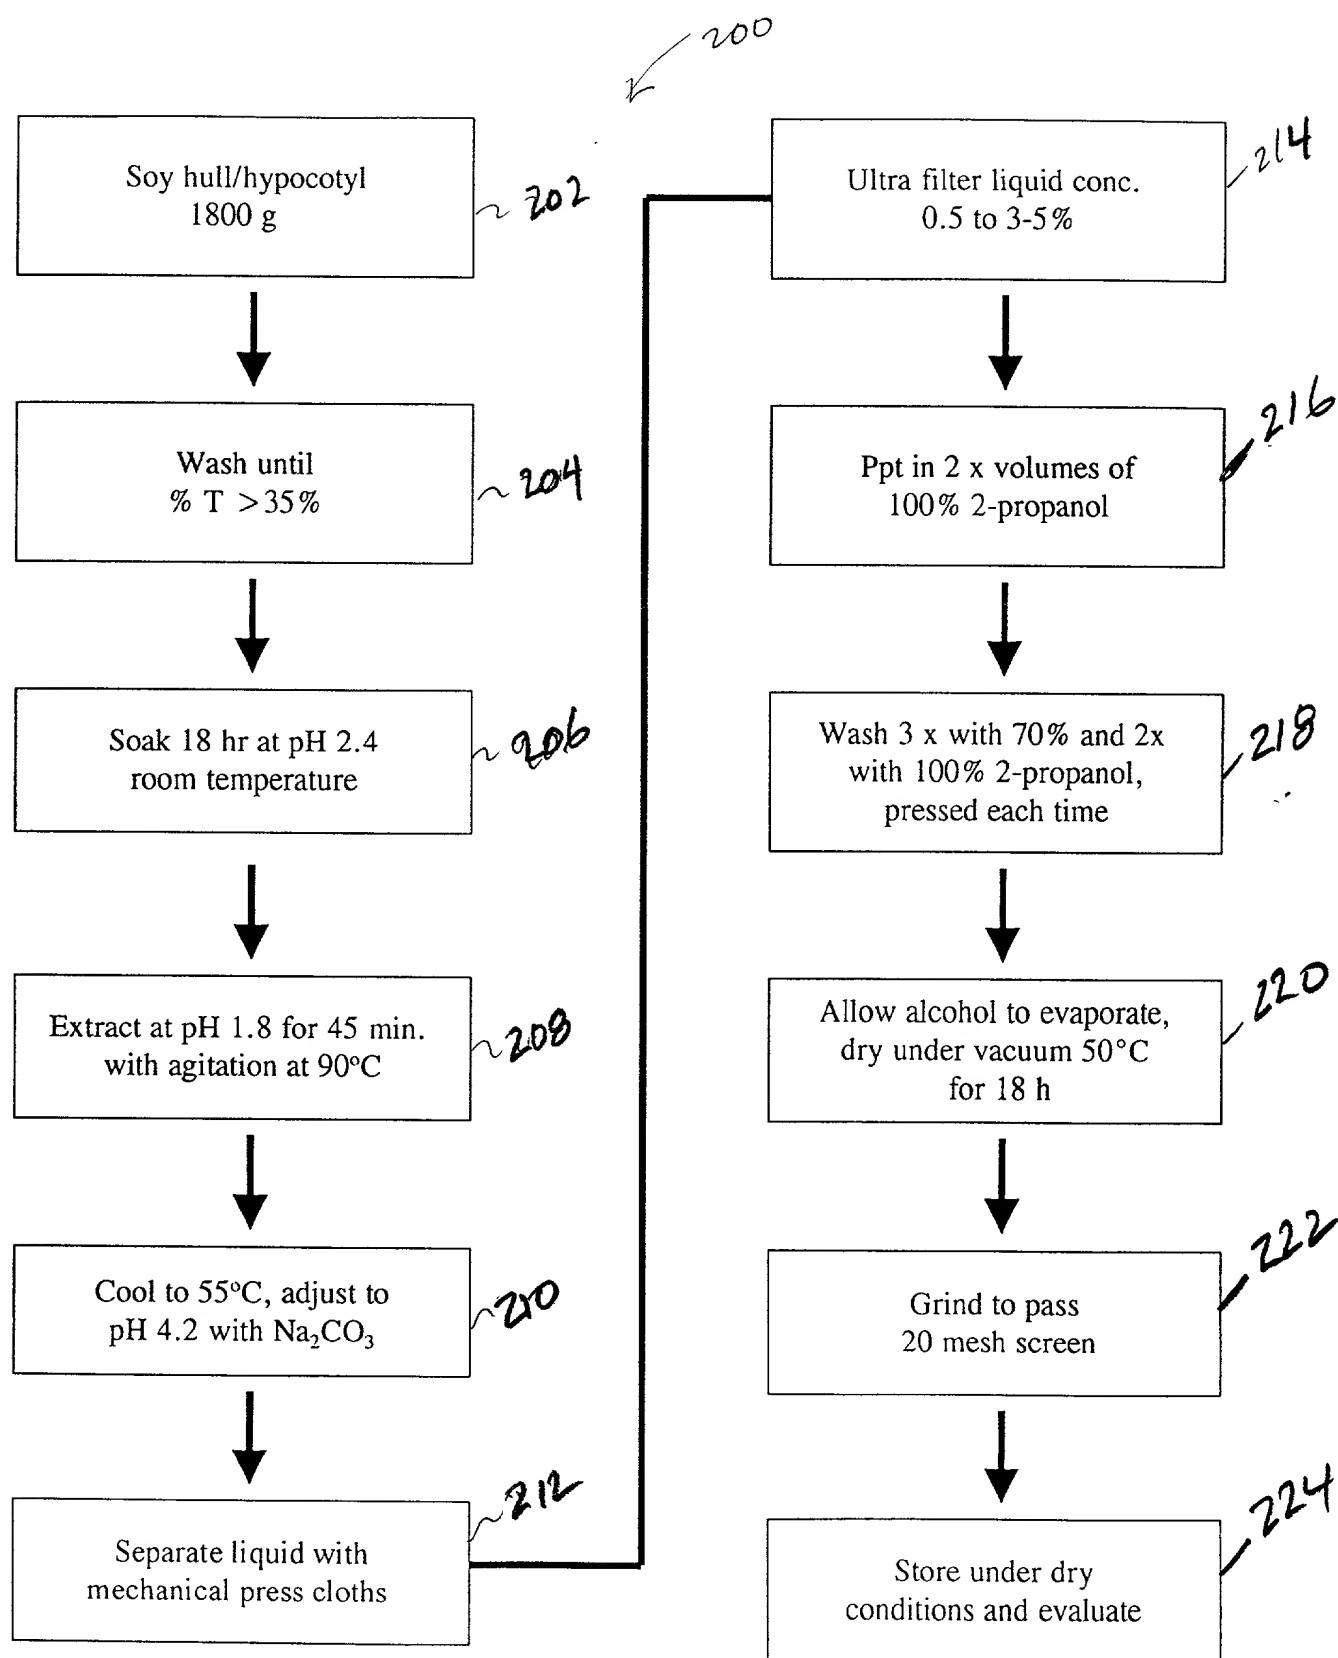 200
Soy hull/hypocotyl
1800 g
202
Wash until
% T >35%
204
Soak 18 hr at pH 2.4
room temperature
206
Extract at pH 1.8 for 45 min.
with agitation at 90ºC
208
Cool to 55ºC, adjust to
pH 4.2 with Na₂CO₃
210
Separate liquid with
mechanical press cloths
212
Ultra filter liquid conc.
0.5 to 3-5%
214
Ppt in 2 x volumes of
100% 2-propanol
216
Wash 3 x with 70% and 2x
with 100% 2-propanol,
pressed each time
218
Allow alcohol to evaporate,
dry under vacuum 50°C
for 18 h
220
Grind to pass
20 mesh screen
222
Store under dry
conditions and evaluate
224